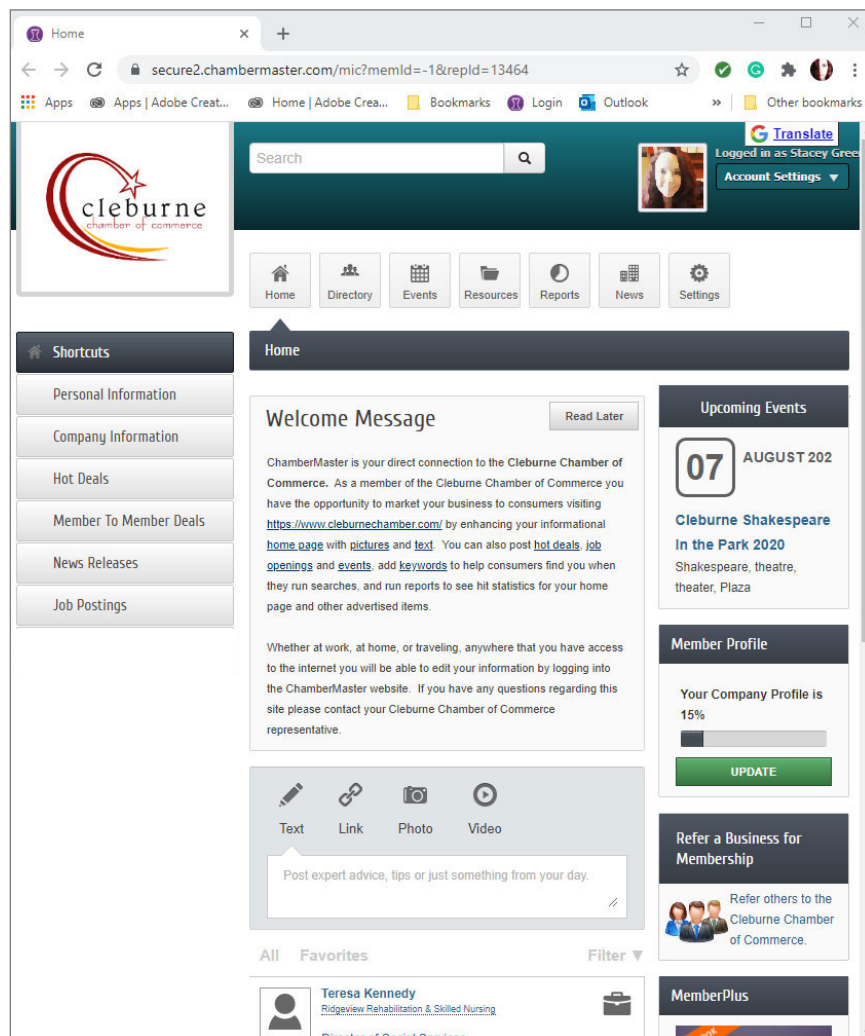 Home
secure2.chambermaster.com/mic?memId=-1&repId=13464
Apps Apps | Adobe Creat... Home | Adobe Crea... Bookmarks Login Outlook » Other bookmarks
G Translate
Search
Logged in as Stacey Gree
Account Settings
cleburne
chamber of commerce
Home Directory Events Resources Reports News Settings
Shortcuts
Personal Information
Company Information
Hot Deals
Member To Member Deals
News Releases
Job Postings
Home
Welcome Message
Read Later
ChamberMaster is your direct connection to the Cleburne Chamber of
Commerce. As a member of the Cleburne Chamber of Commerce you
have the opportunity to market your business to consumers visiting
https://www.cleburnechamber.com/ by enhancing your informational
home page with pictures and text. You can also post hot deals, job
openings and events, add keywords to help consumers find you when
they run searches, and run reports to see hit statistics for your home
page and other advertised items.
Whether at work, at home, or traveling, anywhere that you have access
to the internet you will be able to edit your information by logging into
the ChamberMaster website. If you have any questions regarding this
site please contact your Cleburne Chamber of Commerce
representative.
Text Link Photo Video
Post expert advice, tips or just something from your day.
All Favorites Filter
Teresa Kennedy
Ridgeview Rehabilitation & Skilled Nursing
Director of Social Services
Upcoming Events
07 AUGUST 202
Cleburne Shakespeare
In the Park 2020
Shakespeare, theatre,
theater, Plaza
Member Profile
Your Company Profile is
15%
UPDATE
Refer a Business for
Membership
Refer others to the
Cleburne Chamber
of Commerce.
MemberPlus